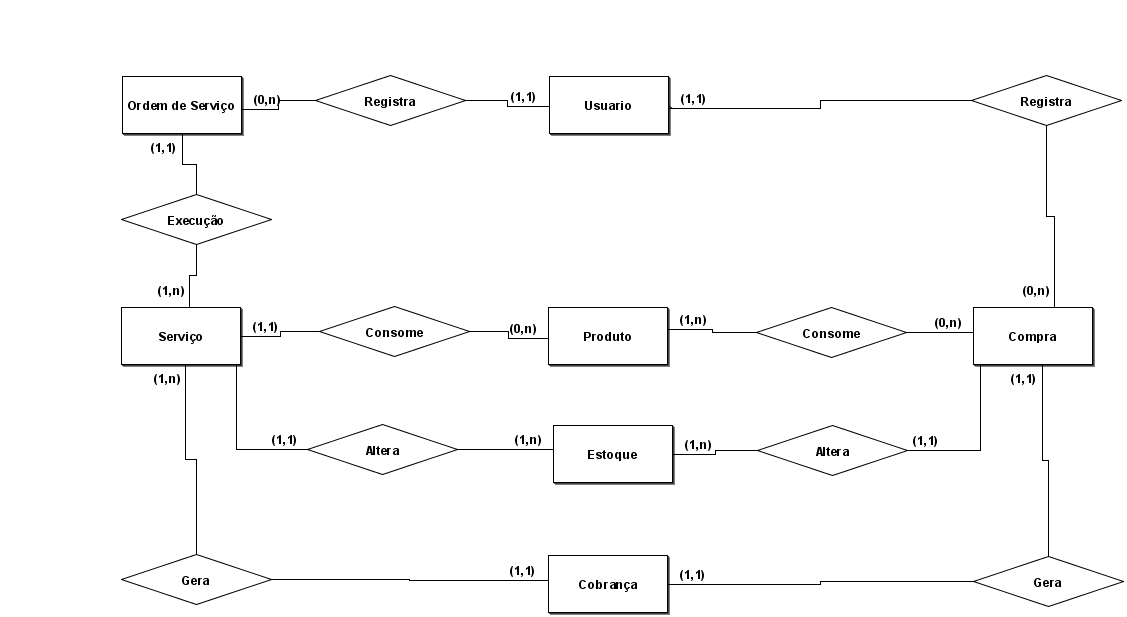 Ordem de Serviço
(0,n)
Registra
(1,1)
Usuario
(1,1)
Registra
(1,1)
Execução
(1,n)
(0,n)
Serviço
(1,1)
Consome
(0,n)
Produto
(1,n)
Consome
(0,n)
Compra
(1,n)
(1,1)
(1,1)
Altera
(1,n)
Estoque
(1,n)
Altera
(1,1)
Gera
(1,1)
Cobrança
(1,1)
Gera